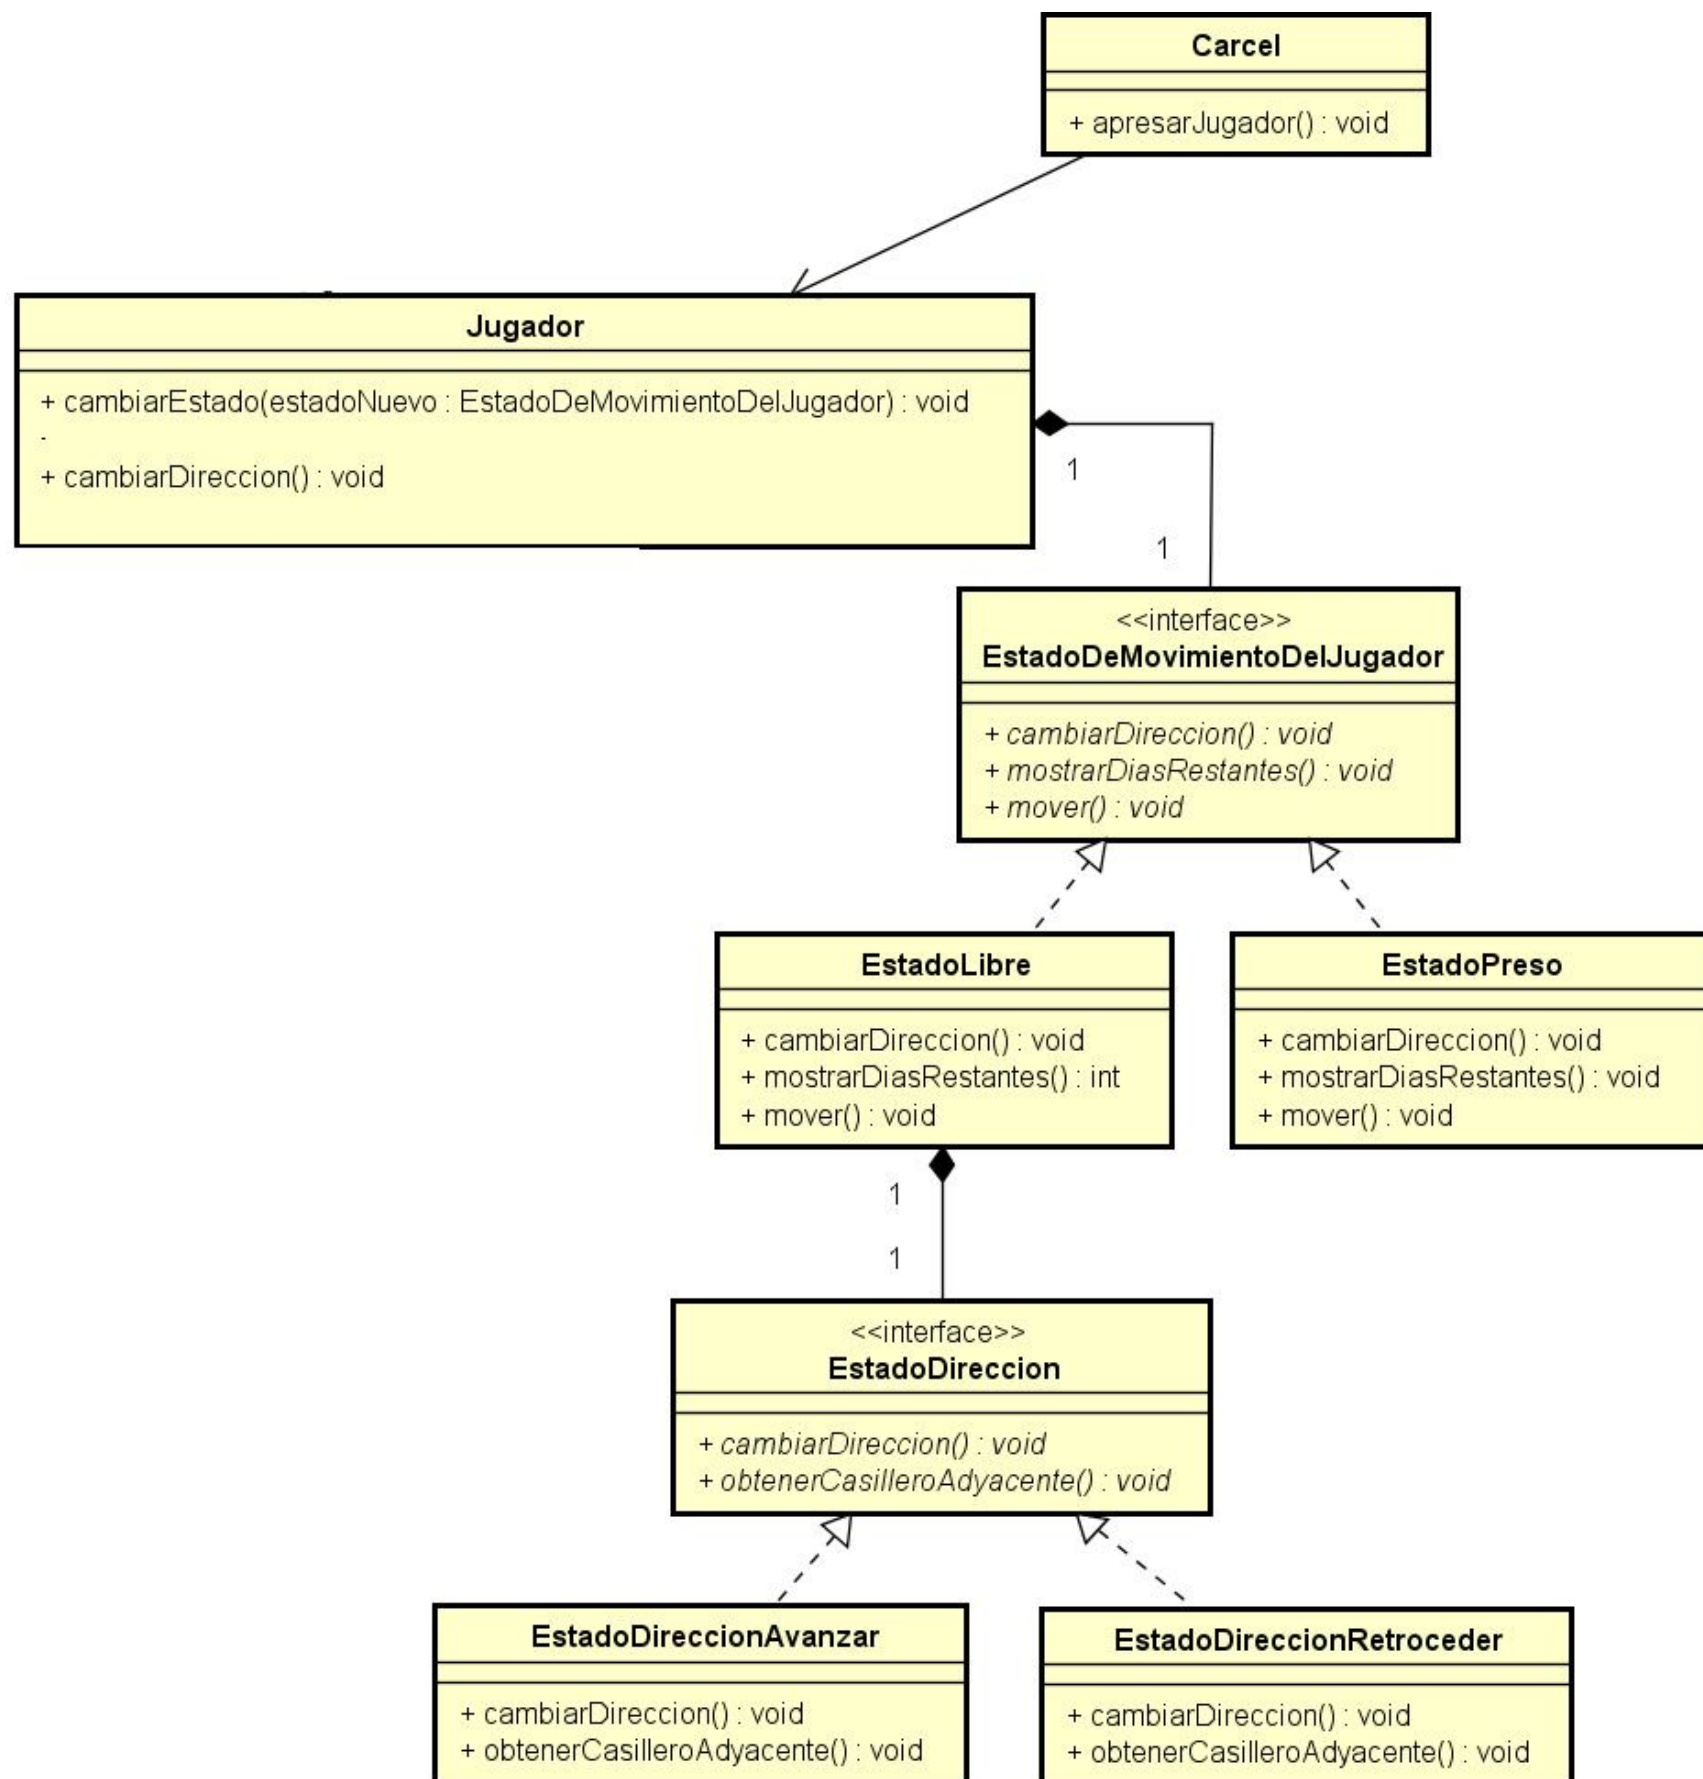 Carcel
+ apresarJugador() : void
Jugador
+ cambiarEstado(estadoNuevo : EstadoDeMovimientoDelJugador) : void
-
+ cambiarDireccion() : void
1
1
<<interface>>
EstadoDeMovimientoDelJugador
+ cambiarDireccion() : void
+ mostrarDiasRestantes() : void
+ mover() : void
EstadoLibre
+ cambiarDireccion() : void
+ mostrarDiasRestantes() : int
+ mover() : void
EstadoPreso
+ cambiarDireccion() : void
+ mostrarDiasRestantes() : void
+ mover() : void
1
1
<<interface>>
EstadoDireccion
+ cambiarDireccion() : void
+ obtenerCasilleroAdyacente() : void
EstadoDireccionAvanzar
+ cambiarDireccion() : void
+ obtenerCasilleroAdyacente() : void
EstadoDireccionRetroceder
+ cambiarDireccion() : void
+ obtenerCasilleroAdyacente() : void